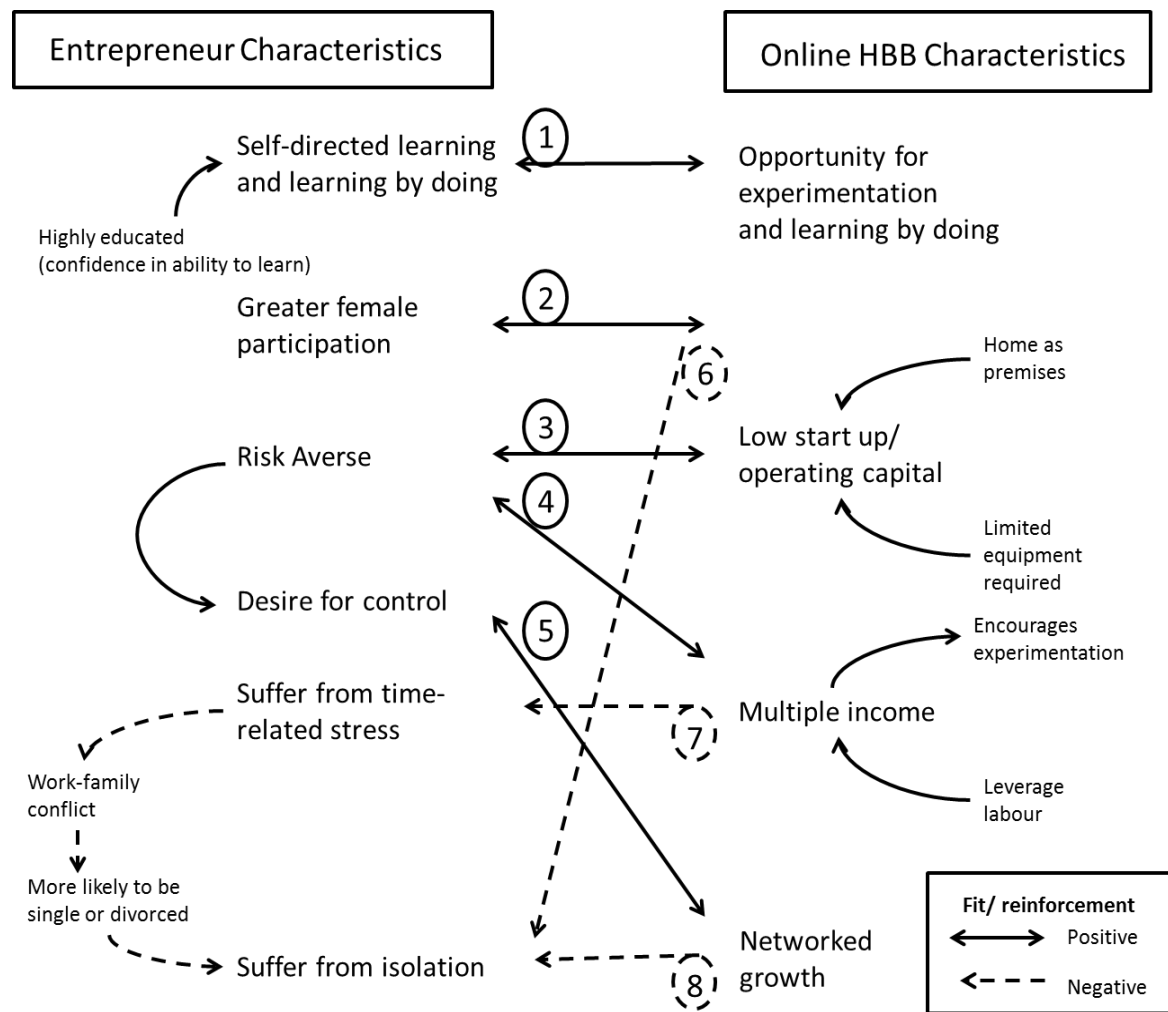 Entrepreneur Characteristics
Online HBB Characteristics
1
Self-directed learning
and learning by doing
Opportunity for
experimentation
and learning by doing
Highly educated
(confidence in ability to learn)
2
Greater female
participation
6
Home as
premises
3
Risk Averse
Low start up/
operating capital
4
Limited
equipment
required
Desire for control
5
Encourages
experimentation
Suffer from time-
related stress
7
Multiple income
Work-family
conflict
Leverage
labour
More likely to be
single or divorced
Suffer from isolation
8
Networked
growth
Fit/ reinforcement
Positive
Negative